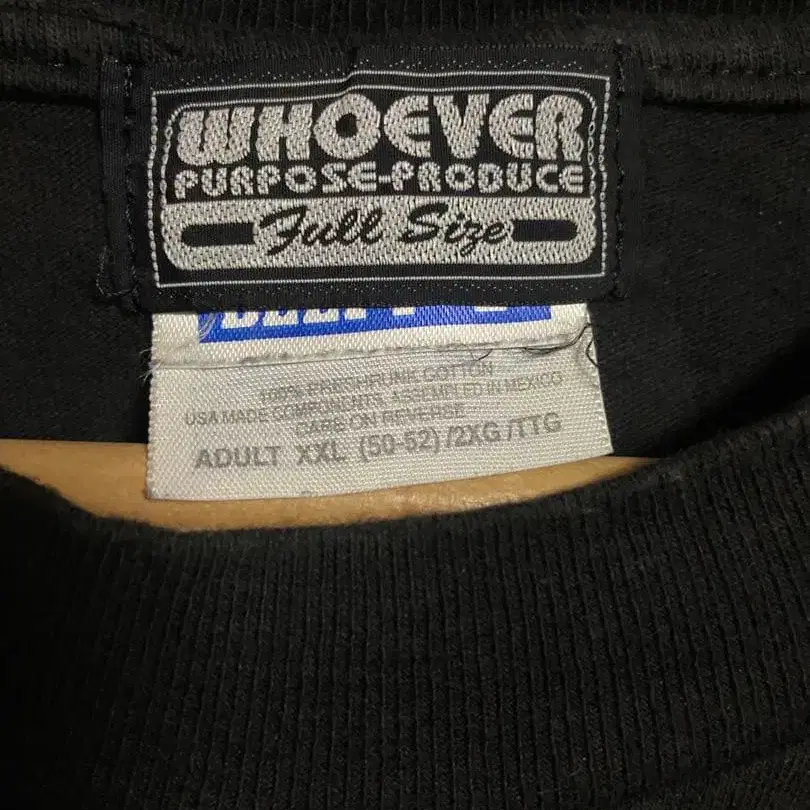 WHOEVER
PURPOSE-PRODUCE
Full Size
100% PRESHRUNK COTTON
USA MADE COMPONENTS, ASSEMBLED IN MEXICO
CARE ON REVERSE
ADULT XXL (50-52) /2XG /TTG